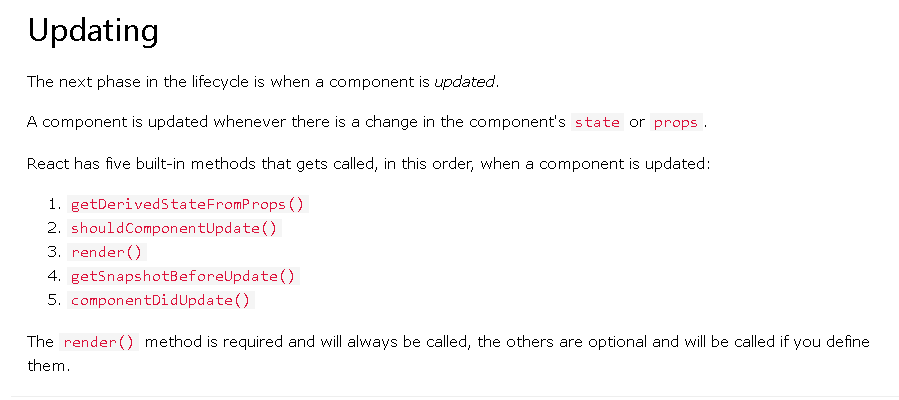 Updating
The next phase in the lifecycle is when a component is updated.
A component is updated whenever there is a change in the component's state or props.
React has five built-in methods that gets called, in this order, when a component is updated:
1. getDerivedStateFromProps()
2. shouldComponentUpdate()
3. render()
4. getSnapshotBeforeUpdate()
5. componentDidUpdate()
The render() method is required and will always be called, the others are optional and will be called if you define
them.